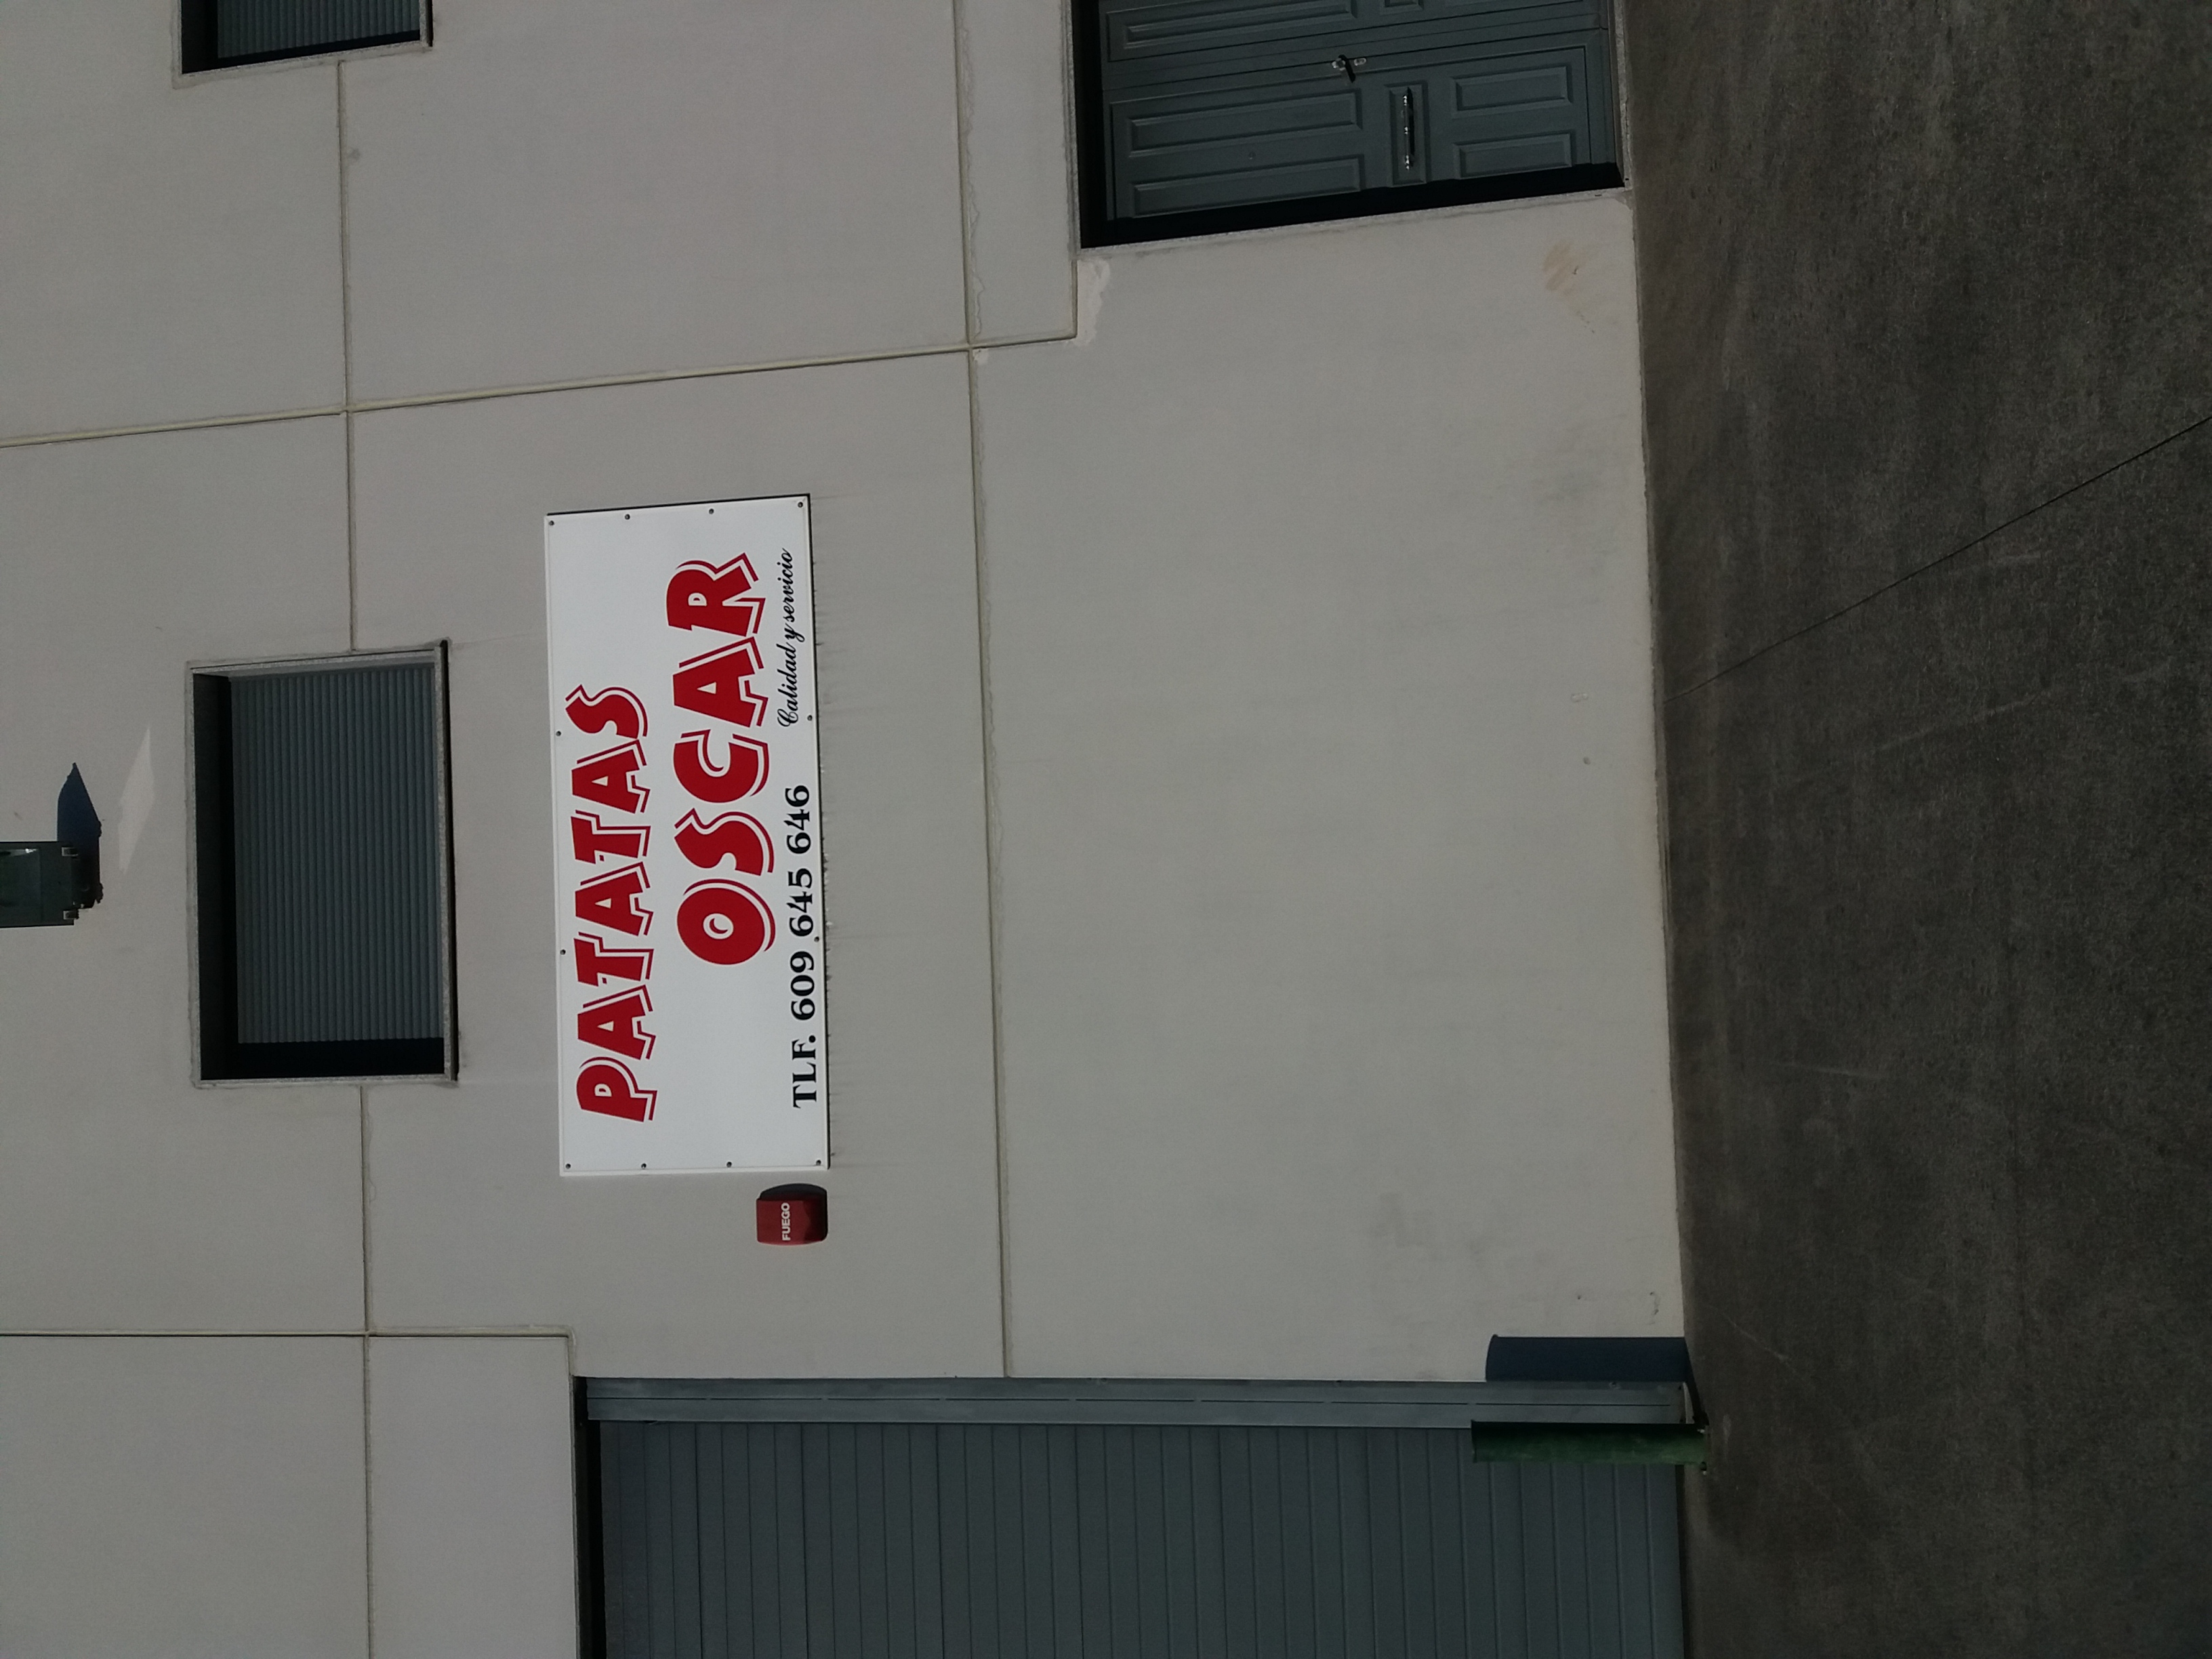 PATATAS
OSCAR
Calidad y servicio
TLF. 609 645 646
FUEGO